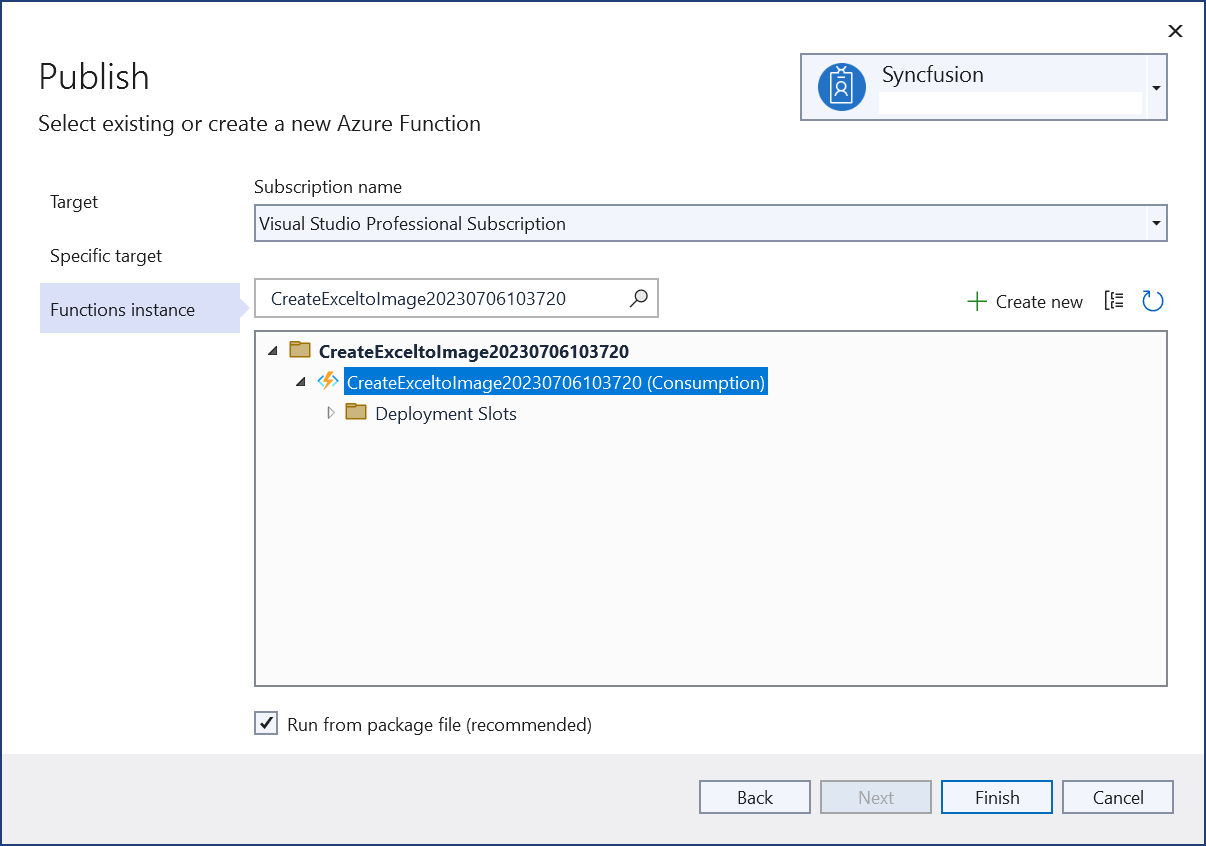 Publish
Syncfusion
Select existing or create a new Azure Function
Target
Specific target
Functions instance
Subscription name
Visual Studio Professional Subscription
CreateExceltoImage20230706103720
Create new
CreateExceltoImage20230706103720
CreateExceltoImage20230706103720 (Consumption)
Deployment Slots
Run from package file (recommended)
Back
Next
Finish
Cancel